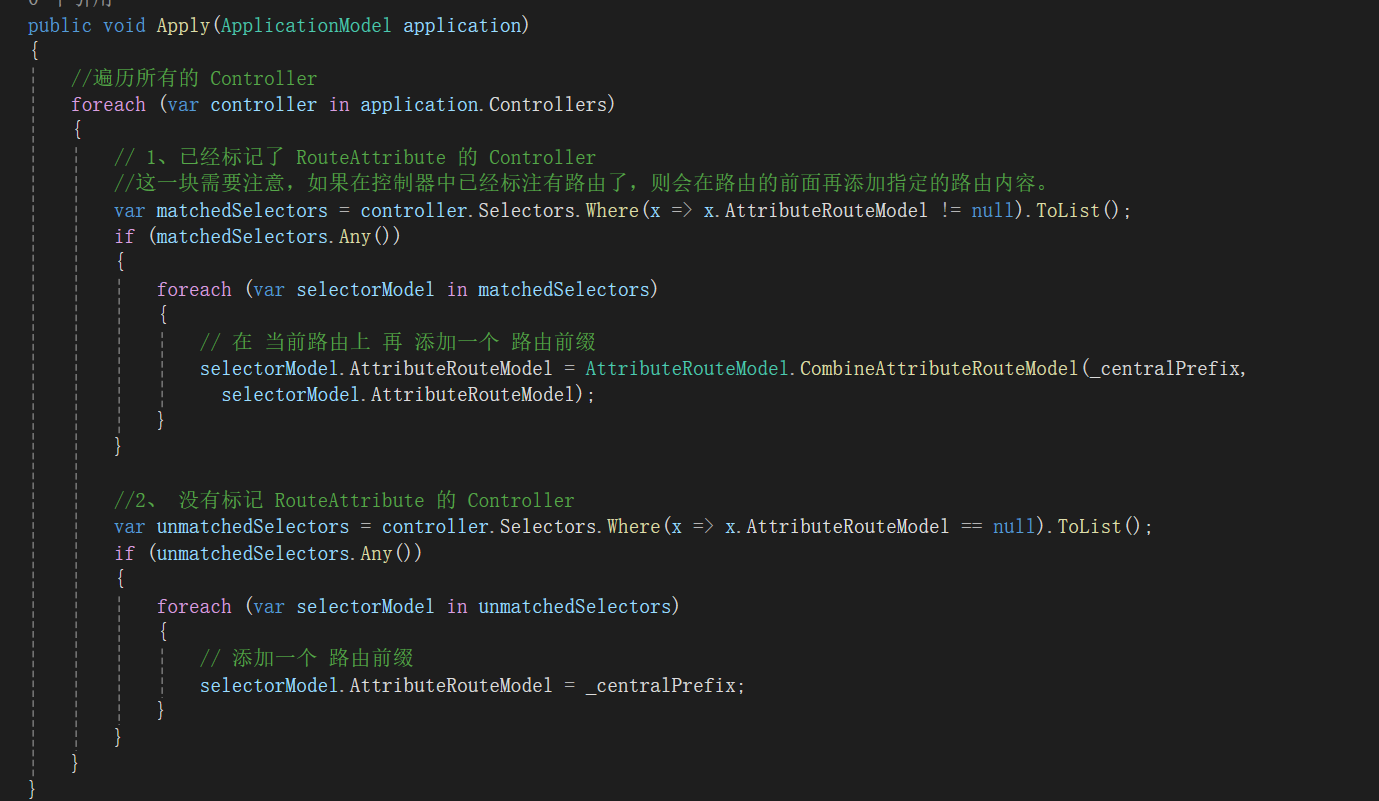 public void Apply(ApplicationModel application)
{
//遍历所有的 Controller
foreach (var controller in application.Controllers)
{
// 1、已经标记了 RouteAttribute 的 Controller
//这一块需要注意，如果在控制器中已经标注有路由了，则会在路由的前面再添加指定的路由内容。
var matchedSelectors = controller.Selectors.Where(x => x.AttributeRouteModel != null).ToList();
if (matchedSelectors.Any())
{
foreach (var selectorModel in matchedSelectors)
{
// 在 当前路由上 再 添加一个 路由前缀
selectorModel.AttributeRouteModel = AttributeRouteModel.CombineAttributeRouteModel(_centralPrefix,
selectorModel.AttributeRouteModel);
}
}
//2、 没有标记 RouteAttribute 的 Controller
var unmatchedSelectors = controller.Selectors.Where(x => x.AttributeRouteModel == null).ToList();
if (unmatchedSelectors.Any())
{
foreach (var selectorModel in unmatchedSelectors)
{
// 添加一个 路由前缀
selectorModel.AttributeRouteModel = _centralPrefix;
}
}
}
}